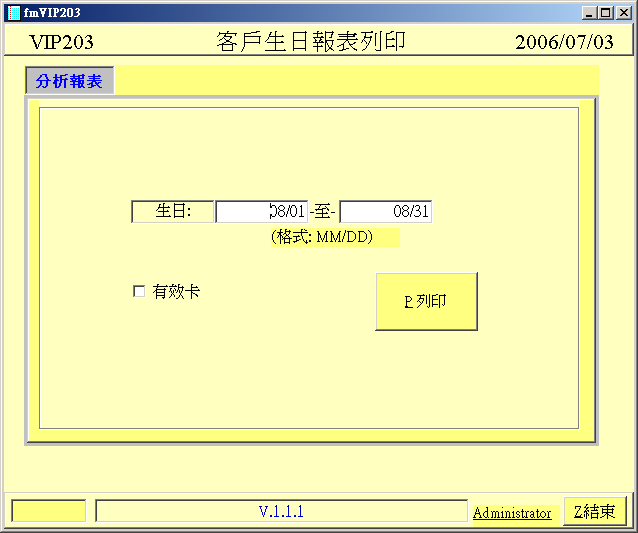 fmVIP203
VIP203 客戶生日報表列印 2006/07/03
分析報表
生日: 08/01 -至- 08/31
(格式: MM/DD)
有效卡 P 列印
V.1.1.1 Administrator Z結束